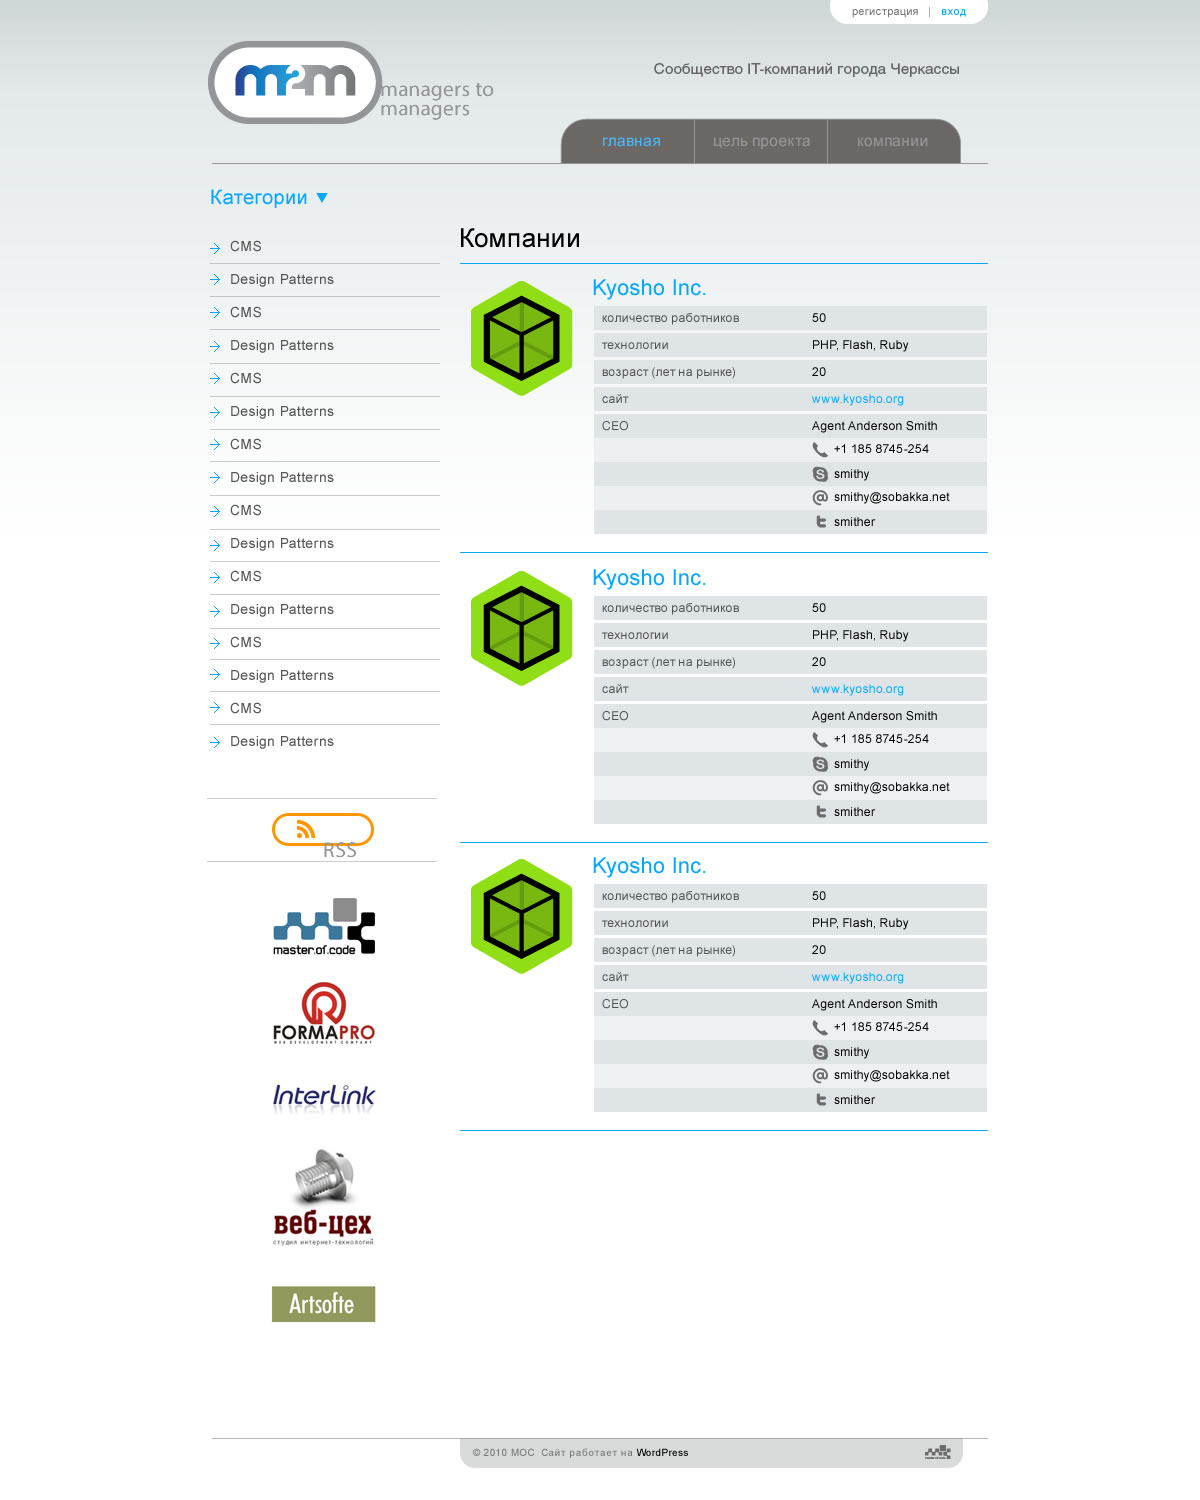 регистрация | вход
m2m
managers to
managers
Сообщество IT-компаний города Черкассы
главная
цель проекта
компании
Категории
CMS
Design Patterns
CMS
Design Patterns
CMS
Design Patterns
CMS
Design Patterns
CMS
Design Patterns
CMS
Design Patterns
CMS
Design Patterns
CMS
Design Patterns
RSS
master.of.code
FORMAPRO
WEB DEVELOPMENT COMPANY
InterLink
веб-цех
студия интернет-технологий
Artsofte
Компании
Kyosho Inc.
количество работников 50
технологии PHP, Flash, Ruby
возраст (лет на рынке) 20
сайт www.kyosho.org
CEO Agent Anderson Smith
+1 185 8745-254
smithy
smithy@sobakka.net
smither
Kyosho Inc.
количество работников 50
технологии PHP, Flash, Ruby
возраст (лет на рынке) 20
сайт www.kyosho.org
CEO Agent Anderson Smith
+1 185 8745-254
smithy
smithy@sobakka.net
smither
Kyosho Inc.
количество работников 50
технологии PHP, Flash, Ruby
возраст (лет на рынке) 20
сайт www.kyosho.org
CEO Agent Anderson Smith
+1 185 8745-254
smithy
smithy@sobakka.net
smither
© 2010 MOC Сайт работает на WordPress